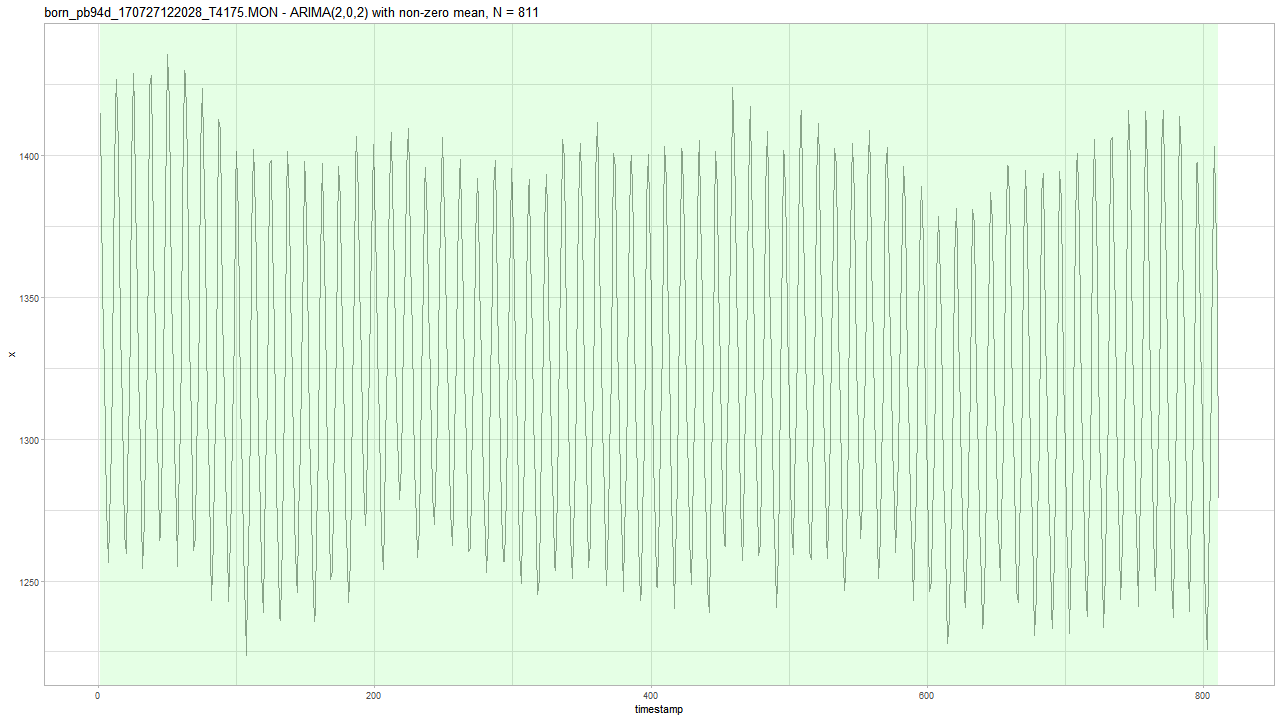 born_pb94d_170727122028_T4175.MON - ARIMA(2,0,2) with non-zero mean, N = 811
1400
1350
x
1300
1250
0 200 400 600 800
timestamp